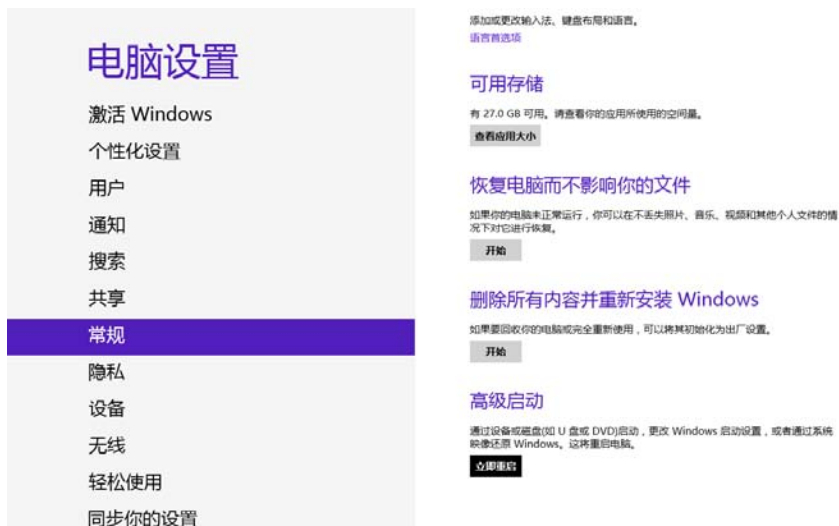 电脑设置
激活 Windows
个性化设置
用户
通知
搜索
共享
常规
隐私
设备
无线
轻松使用
同步你的设置
添加或更改输入法、键盘布局和语言。
语言首选项
可用存储
有 27.0 GB 可用。请查看你的应用所使用的空间量。
查看应用大小
恢复电脑而不影响你的文件
如果你的电脑未正常运行，你可以在不丢失照片、音乐、视频和其他个人文件的情
况下对它进行恢复。
开始
删除所有内容并重新安装 Windows
如果要回收你的电脑或完全重新使用，可以将其初始化为出厂设置。
开始
高级启动
通过设备或磁盘(如 U 盘或 DVD)启动，更改 Windows 启动设置，或者通过系统
映像还原 Windows。这将重启电脑。
立即重启